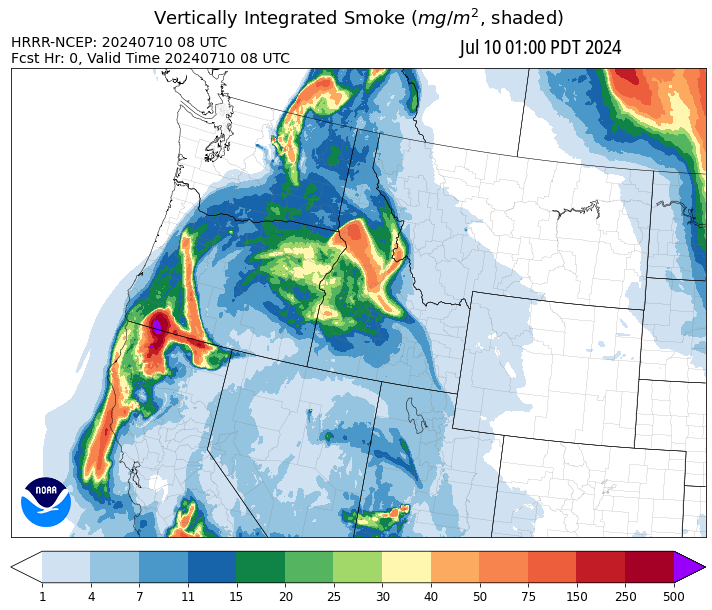 Vertically Integrated Smoke (mg/m², shaded)
HRRR-NCEP: 20240710 08 UTC
Jul 10 01:00 PDT 2024
Fcst Hr: 0, Valid Time 20240710 08 UTC
NOAA
1 4 7 11 15 20 25 30 40 50 75 150 250 500